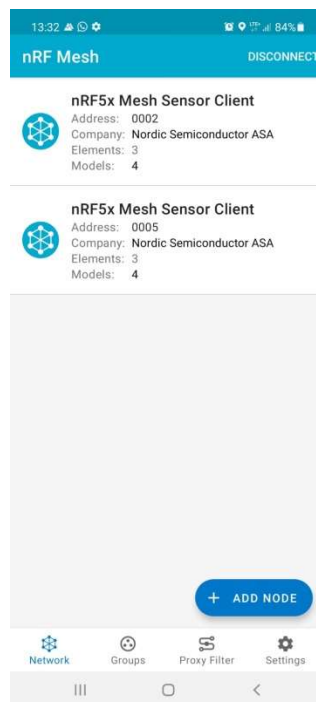 13:32 84%
nRF Mesh DISCONNECT
nRF5x Mesh Sensor Client
Address: 0002
Company: Nordic Semiconductor ASA
Elements: 3
Models: 4
nRF5x Mesh Sensor Client
Address: 0005
Company: Nordic Semiconductor ASA
Elements: 3
Models: 4
+ ADD NODE
Network Groups Proxy Filter Settings